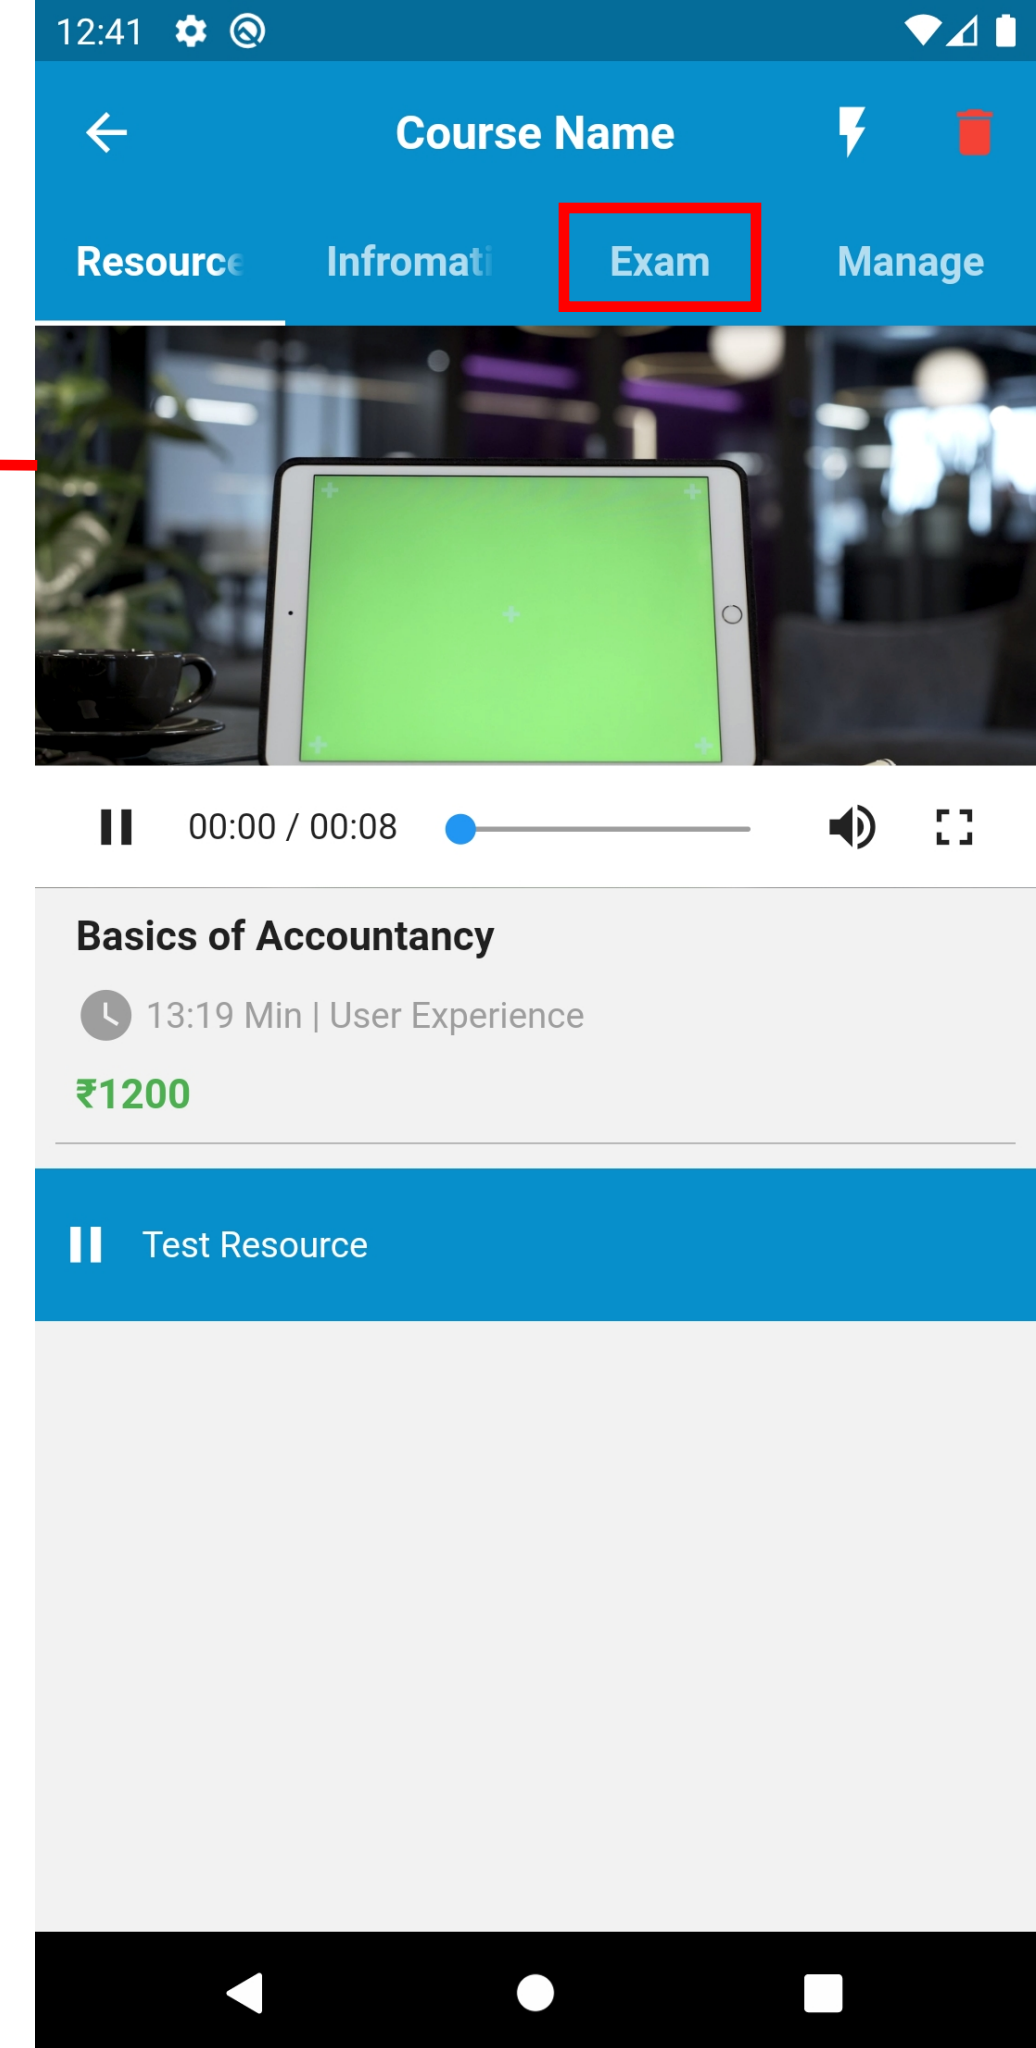 12:41
Course Name
Resource Infromati Exam Manage
00:00 / 00:08
Basics of Accountancy
13:19 Min | User Experience
₹1200
Test Resource